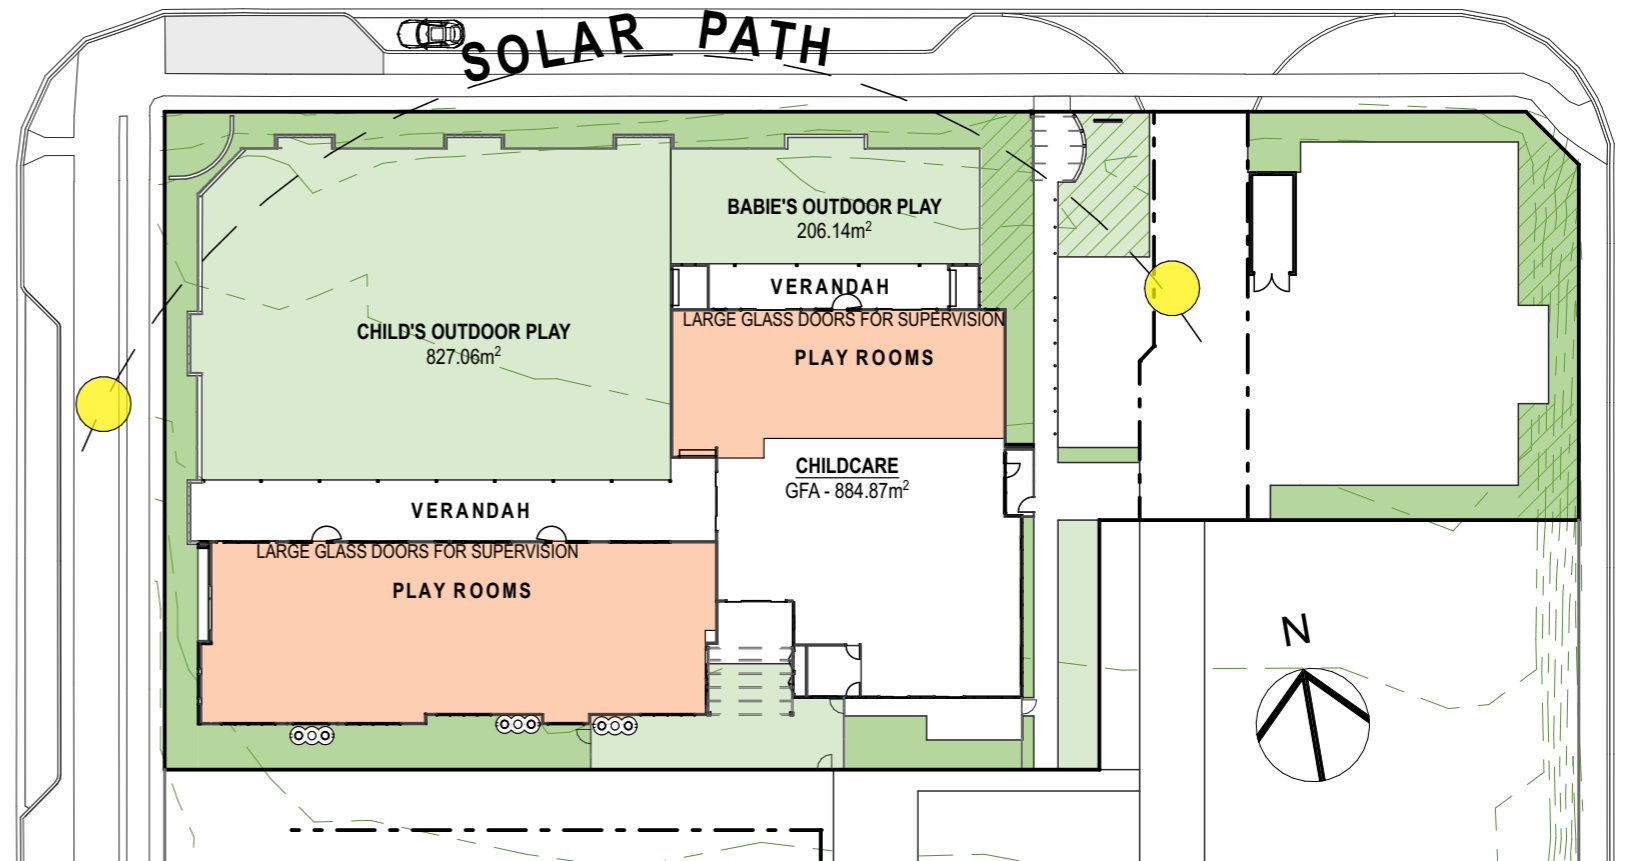 SOLAR PATH
BABIE'S OUTDOOR PLAY
206.14m²
VERANDAH
LARGE GLASS DOORS FOR SUPERVISION
PLAY ROOMS
CHILD'S OUTDOOR PLAY
827.06m²
CHILDCARE
GFA - 884.87m²
VERANDAH
LARGE GLASS DOORS FOR SUPERVISION
PLAY ROOMS
N